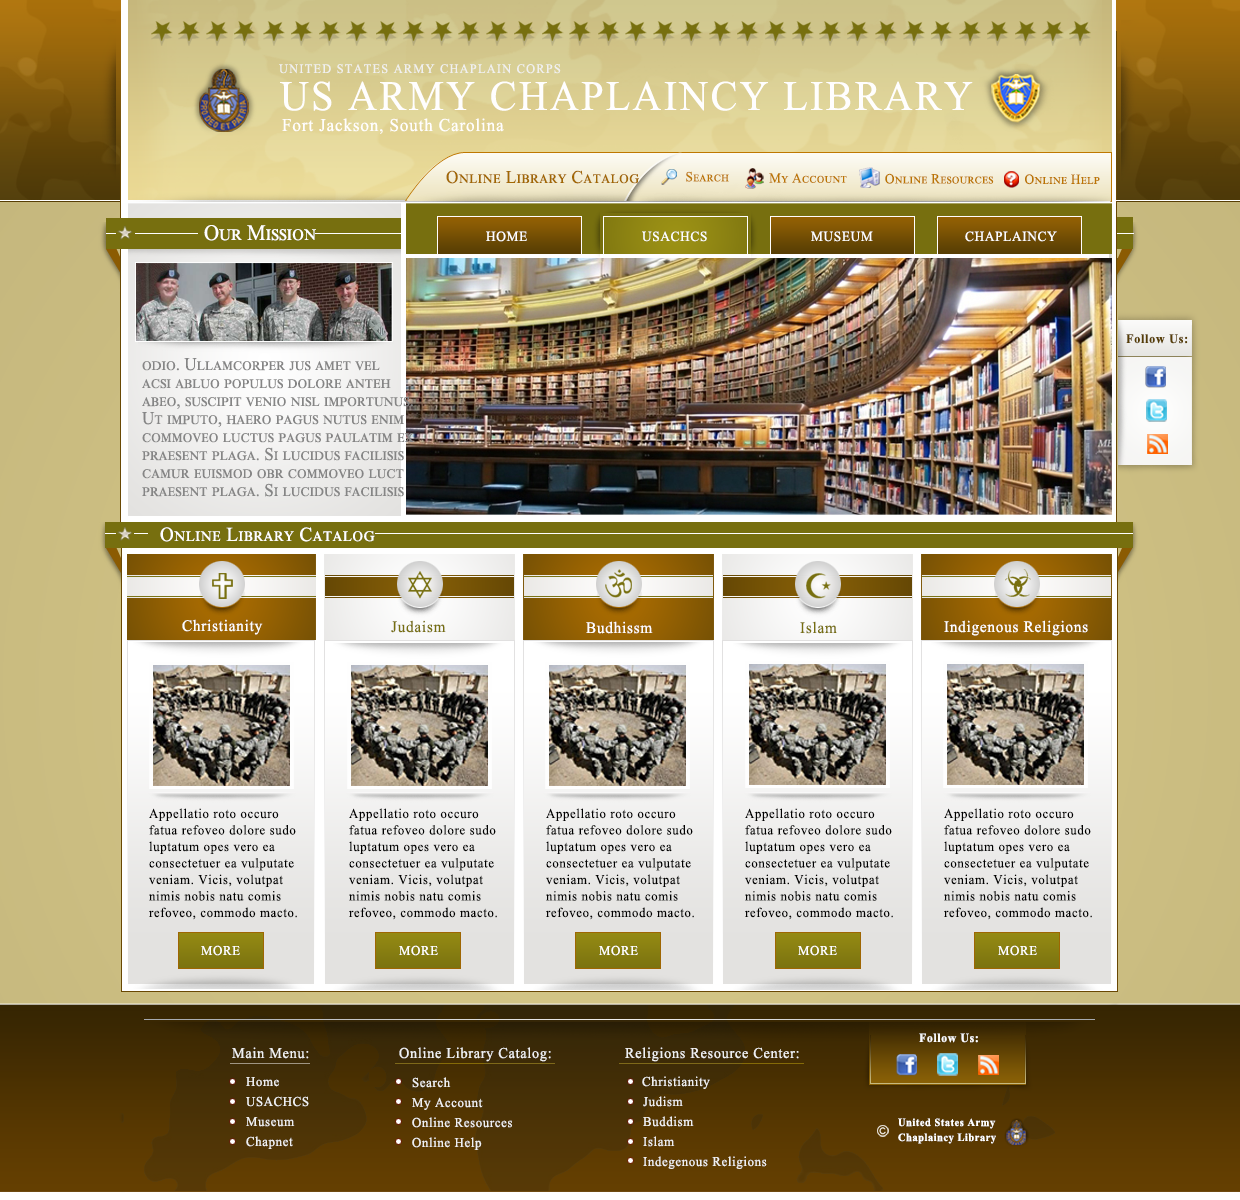 UNITED STATES ARMY CHAPLAIN CORPS
US ARMY CHAPLAINCY LIBRARY
Fort Jackson, South Carolina
Online Library Catalog
Search
My Account
Online Resources
Online Help
Our Mission
HOME
USACHCS
MUSEUM
CHAPLAINCY
odio. Ullamcorper jus amet vel
acsi abluo populus dolore anteh
abeo, suscipit venio nisl importunus
Ut imputo, haero pagus nutus enim
commoveo luctus pagus paulatim e
praesent plaga. Si lucidus facilisis
camur euismod obr commoveo luct
praesent plaga. Si lucidus facilisis
Follow Us:
Online Library Catalog
Christianity
Judaism
Budhissm
Islam
Indigenous Religions
Appellatio roto occuro
fatua refoveo dolore sudo
luptatum opes vero ea
consectetuer ea vulputate
veniam. Vicis, volutpat
nimis nobis natu comis
refoveo, commodo macto.
MORE
Appellatio roto occuro
fatua refoveo dolore sudo
luptatum opes vero ea
consectetuer ea vulputate
veniam. Vicis, volutpat
nimis nobis natu comis
refoveo, commodo macto.
MORE
Appellatio roto occuro
fatua refoveo dolore sudo
luptatum opes vero ea
consectetuer ea vulputate
veniam. Vicis, volutpat
nimis nobis natu comis
refoveo, commodo macto.
MORE
Appellatio roto occuro
fatua refoveo dolore sudo
luptatum opes vero ea
consectetuer ea vulputate
veniam. Vicis, volutpat
nimis nobis natu comis
refoveo, commodo macto.
MORE
Appellatio roto occuro
fatua refoveo dolore sudo
luptatum opes vero ea
consectetuer ea vulputate
veniam. Vicis, volutpat
nimis nobis natu comis
refoveo, commodo macto.
MORE
Main Menu:
Home
USACHCS
Museum
Chapnet
Online Library Catalog:
Search
My Account
Online Resources
Online Help
Religions Resource Center:
Christianity
Judism
Buddism
Islam
Indegenous Religions
Follow Us:
© United States Army
Chaplaincy Library